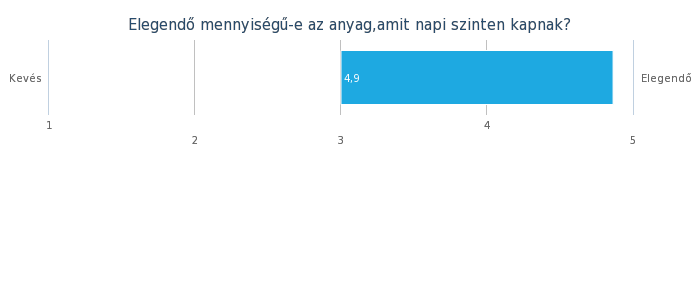 Elegendő mennyiségű-e az anyag,amit napi szinten kapnak?
Kevés 4,9 Elegendő
1 2 3 4 5